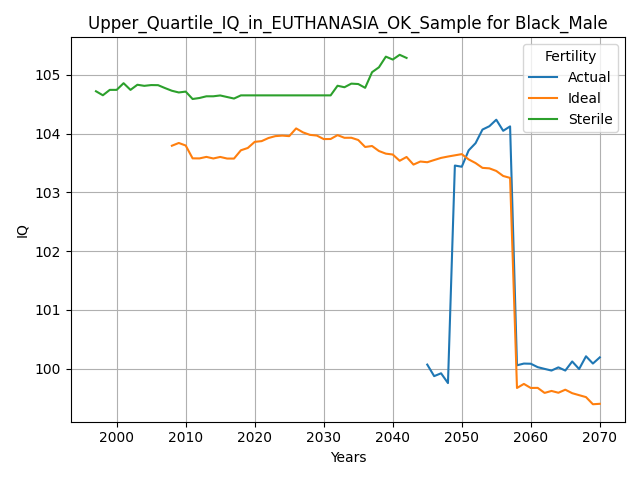 Upper_Quartile_IQ_in_EUTHANASIA_OK_Sample for Black_Male
Fertility
Actual
Ideal
Sterile
105
104
103
102
101
100
IQ
2000 2010 2020 2030 2040 2050 2060 2070
Years